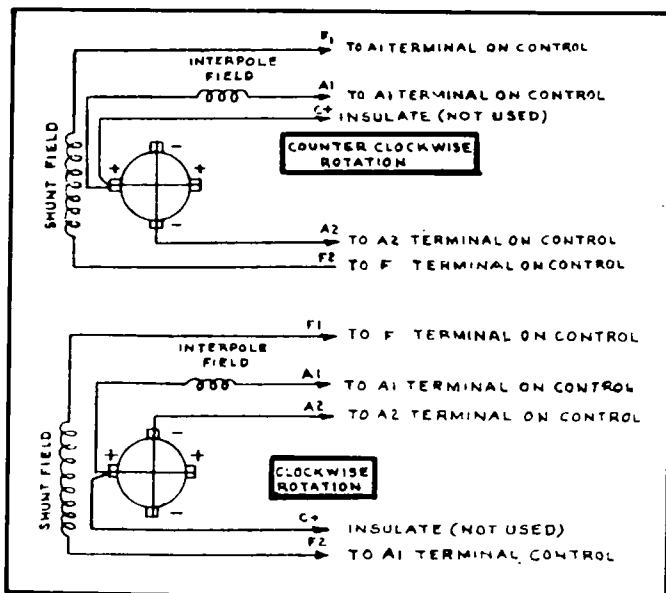 F1 TO A1 TERMINAL ON CONTROL
INTERPOLE
FIELD
A1 TO A1 TERMINAL ON CONTROL
C+ INSULATE (NOT USED)
COUNTER CLOCKWISE
ROTATION
SHUNT FIELD
+ − +
−
A2 TO A2 TERMINAL ON CONTROL
F2 TO F TERMINAL ON CONTROL
F1 TO F TERMINAL ON CONTROL
INTERPOLE
FIELD
A1 TO A1 TERMINAL ON CONTROL
A2 TO A2 TERMINAL ON CONTROL
SHUNT FIELD
+ − +
−
CLOCKWISE
ROTATION
C+ INSULATE (NOT USED)
F2 TO A1 TERMINAL CONTROL